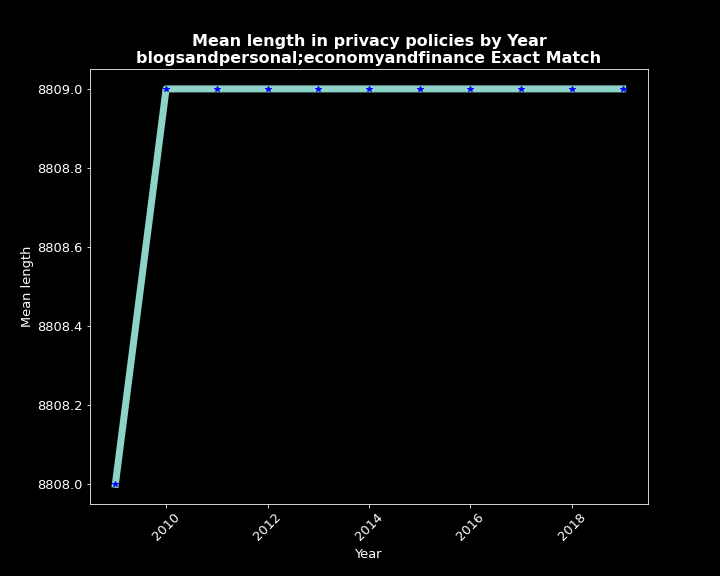 Mean length in privacy policies by Year
blogsandpersonal;economyandfinance Exact Match
8809.0
8808.8
8808.6
8808.4
8808.2
8808.0
Mean length
2010
2012
2014
2016
2018
Year